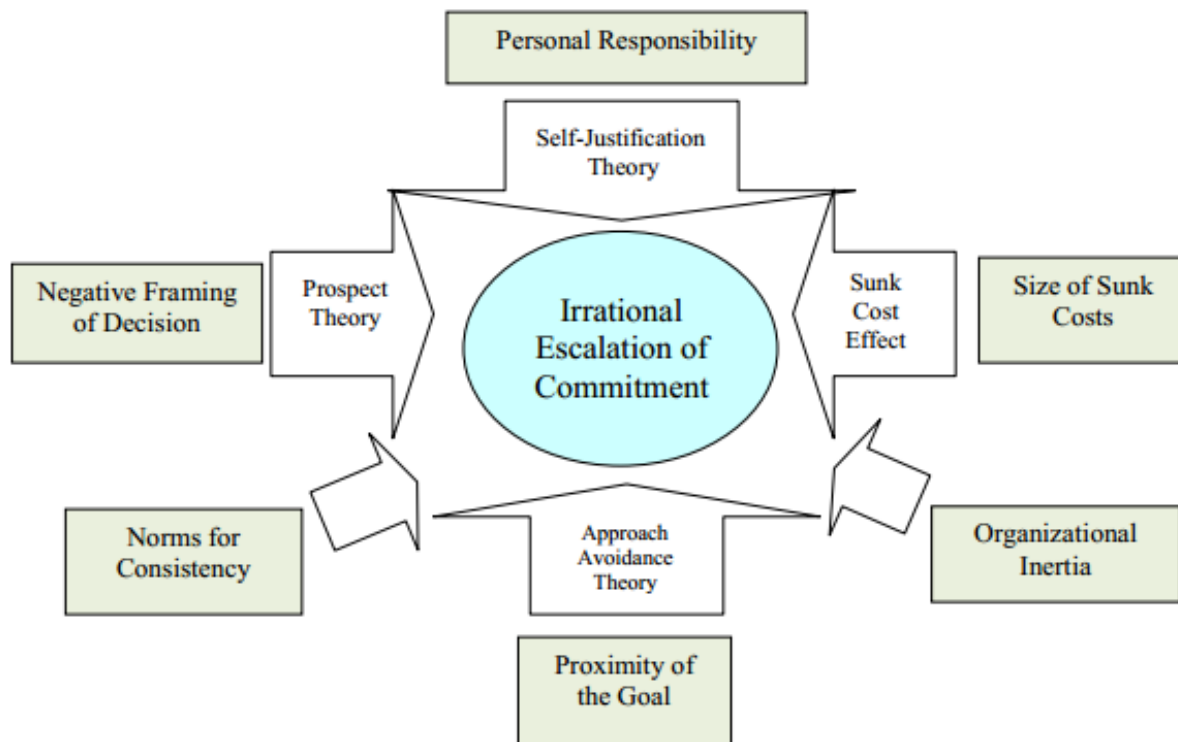 Personal Responsibility
Self-Justification
Theory
Negative Framing
of Decision
Prospect
Theory
Irrational
Escalation of
Commitment
Sunk
Cost
Effect
Size of Sunk
Costs
Norms for
Consistency
Approach
Avoidance
Theory
Organizational
Inertia
Proximity of
the Goal